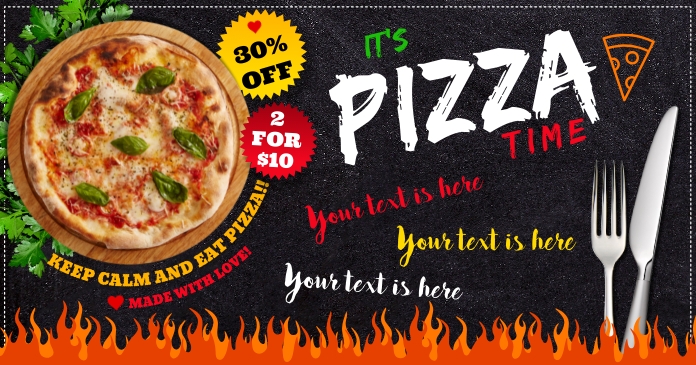 30%
OFF
2
FOR
$10
IT'S
PIZZA
TIME
Your text is here
Your text is here
Your text is here
KEEP CALM AND EAT PIZZA!!
MADE WITH LOVE!